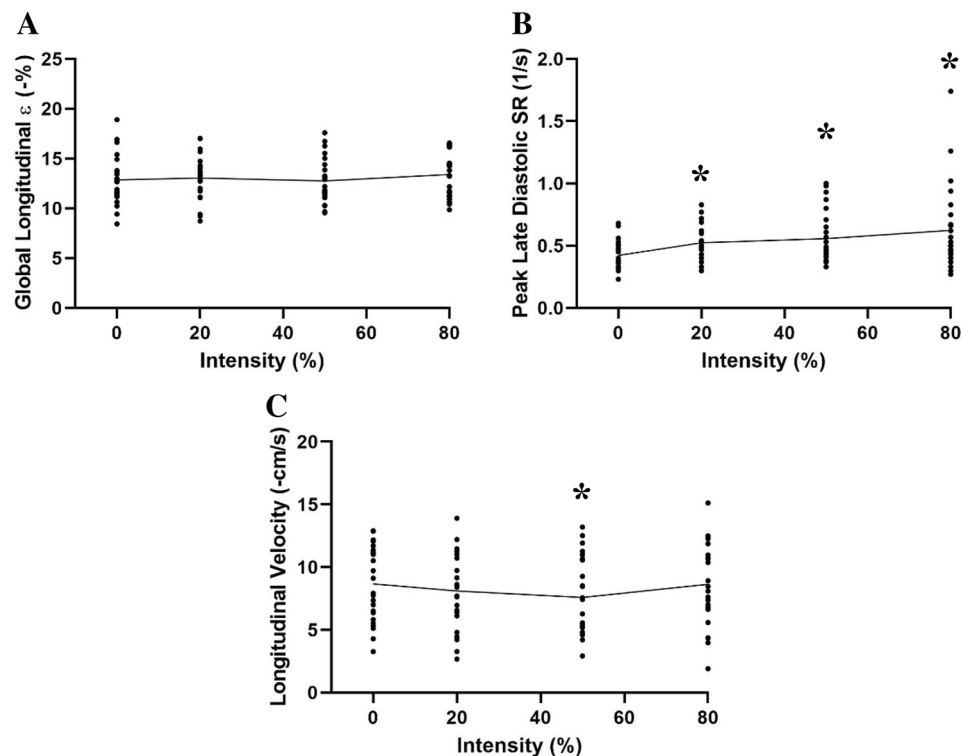 A
Global Longitudinal ε (-%)
25
20
15
10
5
0
0 20 40 60 80
Intensity (%)
B
Peak Late Diastolic SR (1/s)
2.0
1.5
1.0
0.5
0.0
*
*
*
0 20 40 60 80
Intensity (%)
C
Longitudinal Velocity (-cm/s)
20
15
10
5
0
*
0 20 40 60 80
Intensity (%)